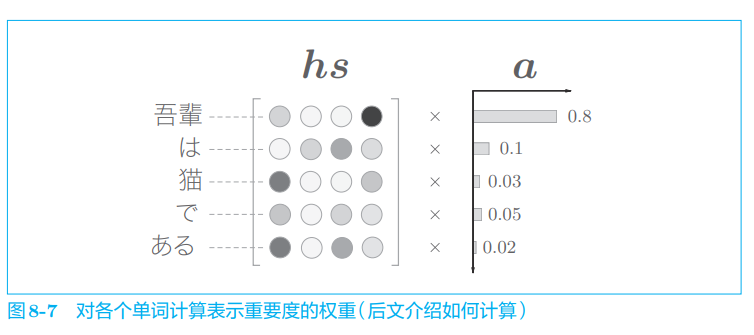 hs a
吾輩 × 0.8
は × 0.1
猫 × 0.03
で × 0.05
ある × 0.02
图8-7 对各个单词计算表示重要度的权重（后文介绍如何计算）